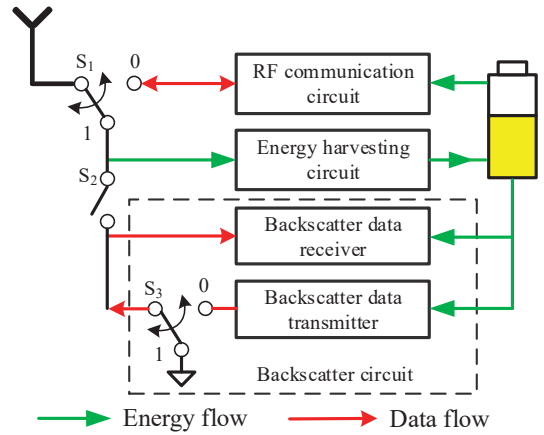 S1
0
RF communication
circuit
1
Energy harvesting
circuit
S2
Backscatter data
receiver
S3
0
Backscatter data
transmitter
1
Backscatter circuit
Energy flow
Data flow